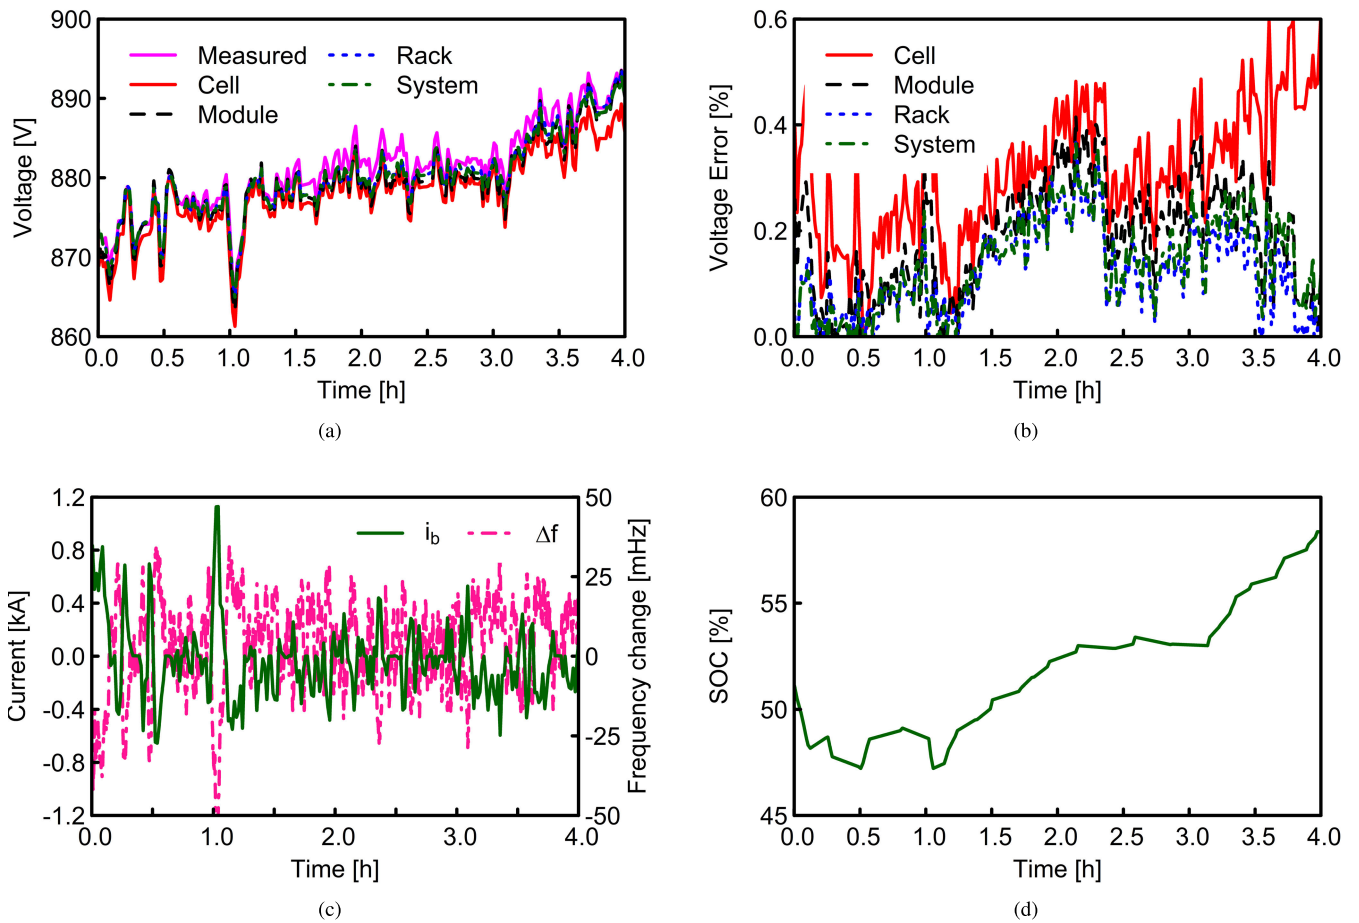 900
890
880
870
860
Voltage [V]
Measured
Cell
Module
Rack
System
0.0 0.5 1.0 1.5 2.0 2.5 3.0 3.5 4.0
Time [h]
(a)
0.6
0.4
0.2
0.0
Voltage Error [%]
Cell
Module
Rack
System
0.0 0.5 1.0 1.5 2.0 2.5 3.0 3.5 4.0
Time [h]
(b)
1.2
0.8
0.4
0.0
-0.4
-0.8
-1.2
Current [kA]
i_b Δf
50
25
0
-25
-50
Frequency change [mHz]
0.0 1.0 2.0 3.0 4.0
Time [h]
(c)
60
55
50
45
SOC [%]
0.0 0.5 1.0 1.5 2.0 2.5 3.0 3.5 4.0
Time [h]
(d)